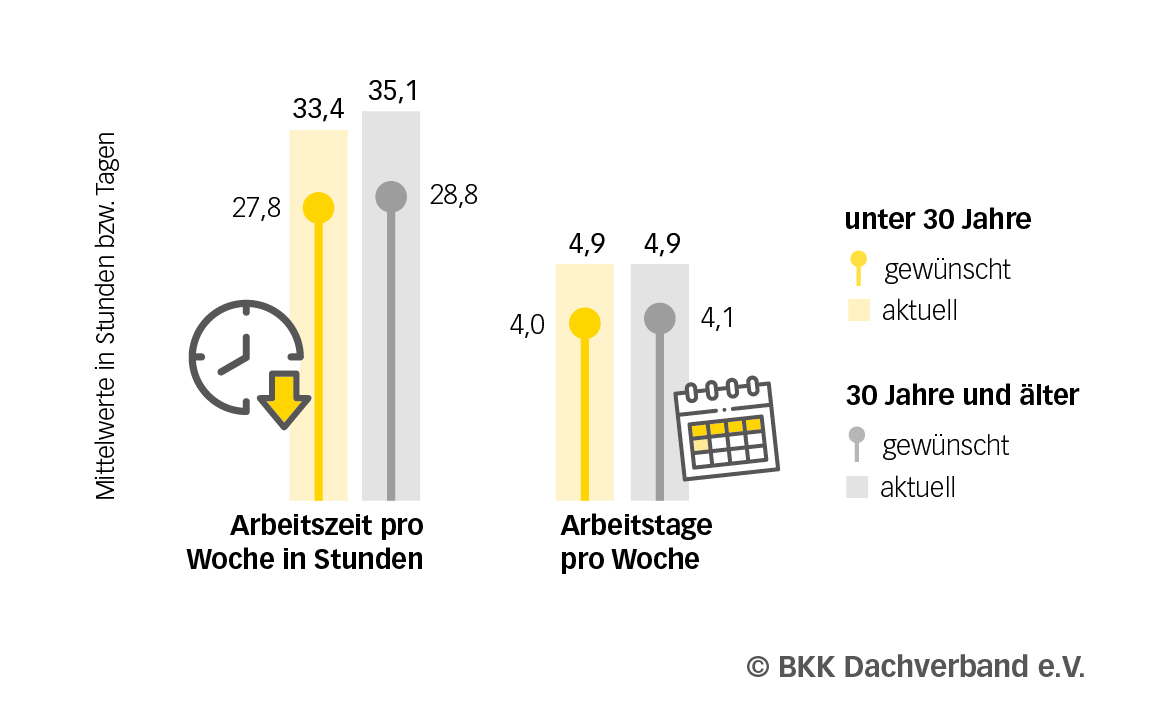 Mittelwerte in Stunden bzw. Tagen
33,4
35,1
27,8
28,8
Arbeitszeit pro
Woche in Stunden
4,9
4,9
4,0
4,1
Arbeitstage
pro Woche
unter 30 Jahre
gewünscht
aktuell
30 Jahre und älter
gewünscht
aktuell
© BKK Dachverband e.V.